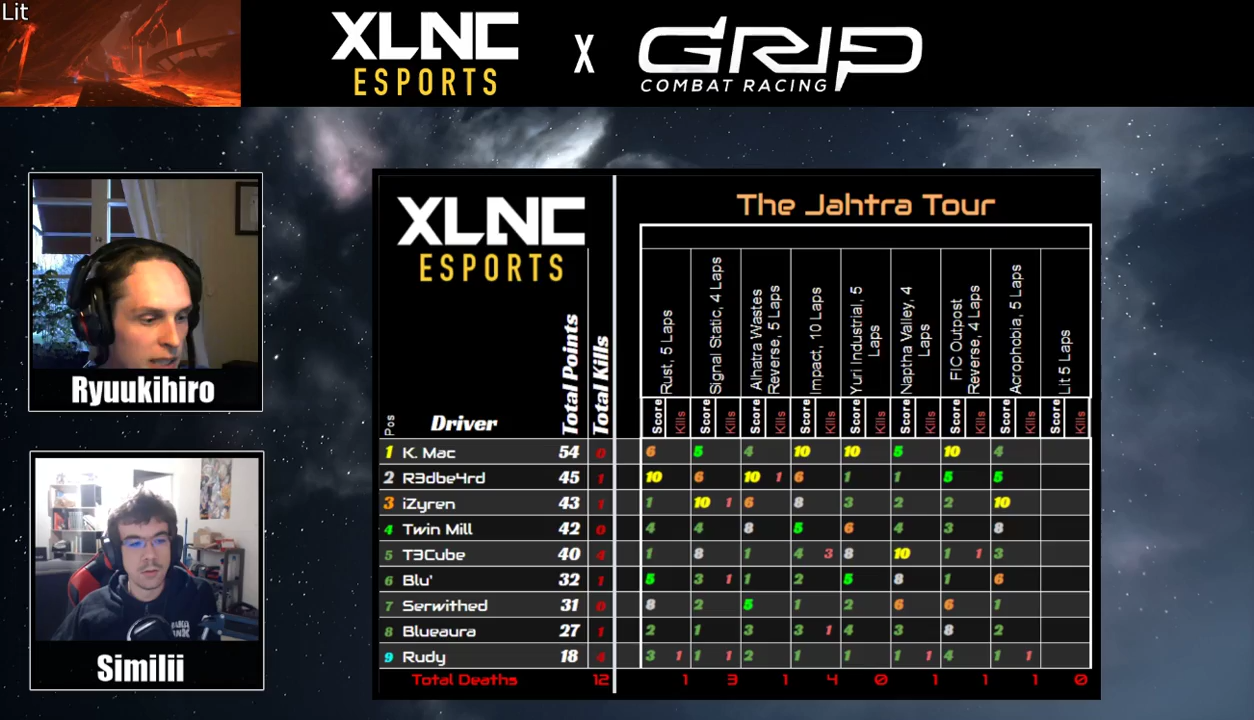 Lit
XLNC
ESPORTS
X
GRIP
COMBAT RACING
Ryuukihiro
Similii
XLNC
ESPORTS
The Jahtra Tour
Rust, 5 Laps
Signal Static, 4 Laps
Alhatra Wastes
Reverse, 5 Laps
Impact, 10 Laps
Yuri Industrial, 5
Laps
Naptha Valley, 4
Laps
FIC Outpost
Reverse, 4 Laps
Acrophobia, 5 Laps
Lit 5 Laps
Pos Driver Total Points Total Kills Score Kills Score Kills Score Kills Score Kills Score Kills Score Kills Score Kills Score Kills Score Kills
1 K. Mac 54 0 6 5 4 10 10 5 10 4
2 R3dbe4rd 45 1 10 6 10 1 6 1 1 5 5
3 iZyren 43 1 1 10 1 6 8 3 2 2 10
4 Twin Mill 42 0 4 4 8 5 6 4 3 8
5 T3Cube 40 4 1 8 1 4 3 8 10 1 1 3
6 Blu' 32 1 5 3 1 1 2 5 8 1 6
7 Serwithed 31 0 8 2 5 1 2 6 6 1
8 Blueaura 27 1 2 1 3 3 1 4 3 8 2
9 Rudy 18 4 3 1 1 1 2 1 1 1 1 4 1 1
Total Deaths 12 1 3 1 4 0 1 1 1 0